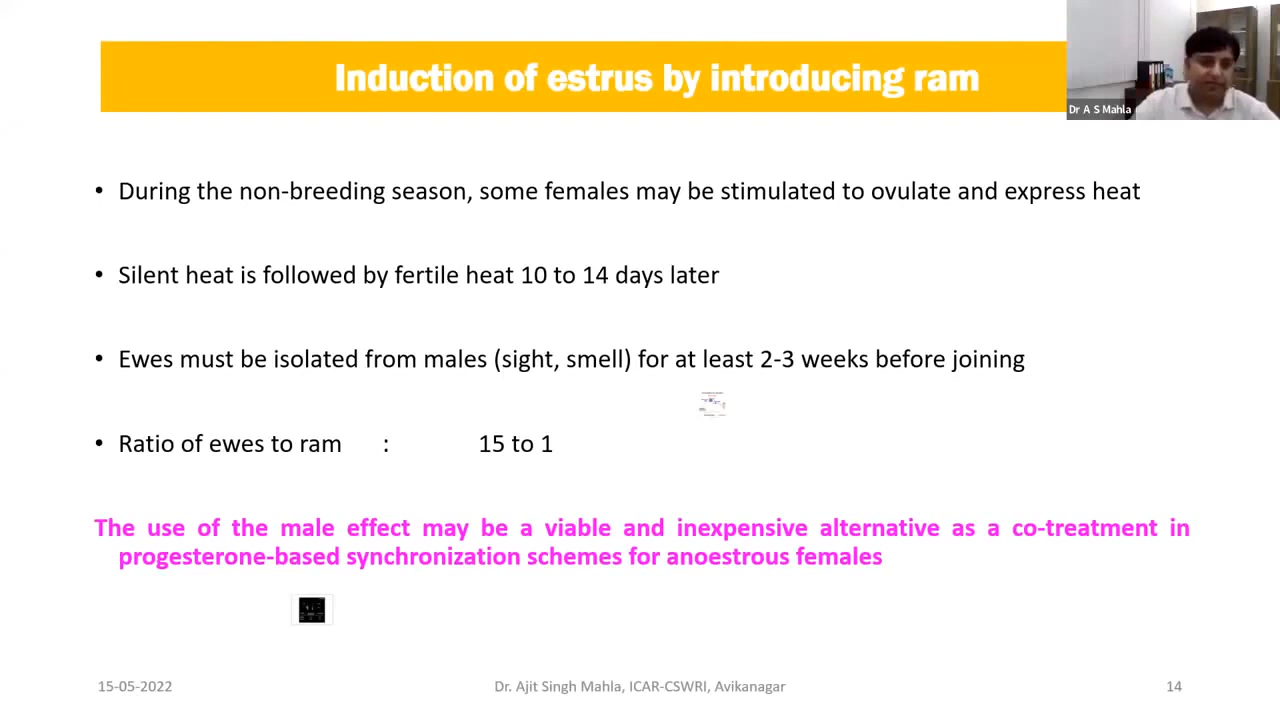 Induction of estrus by introducing ram
Dr A S Mahla
• During the non-breeding season, some females may be stimulated to ovulate and express heat
• Silent heat is followed by fertile heat 10 to 14 days later
• Ewes must be isolated from males (sight, smell) for at least 2-3 weeks before joining
• Ratio of ewes to ram : 15 to 1
The use of the male effect may be a viable and inexpensive alternative as a co-treatment in
progesterone-based synchronization schemes for anoestrous females
15-05-2022 Dr. Ajit Singh Mahla, ICAR-CSWRI, Avikanagar 14